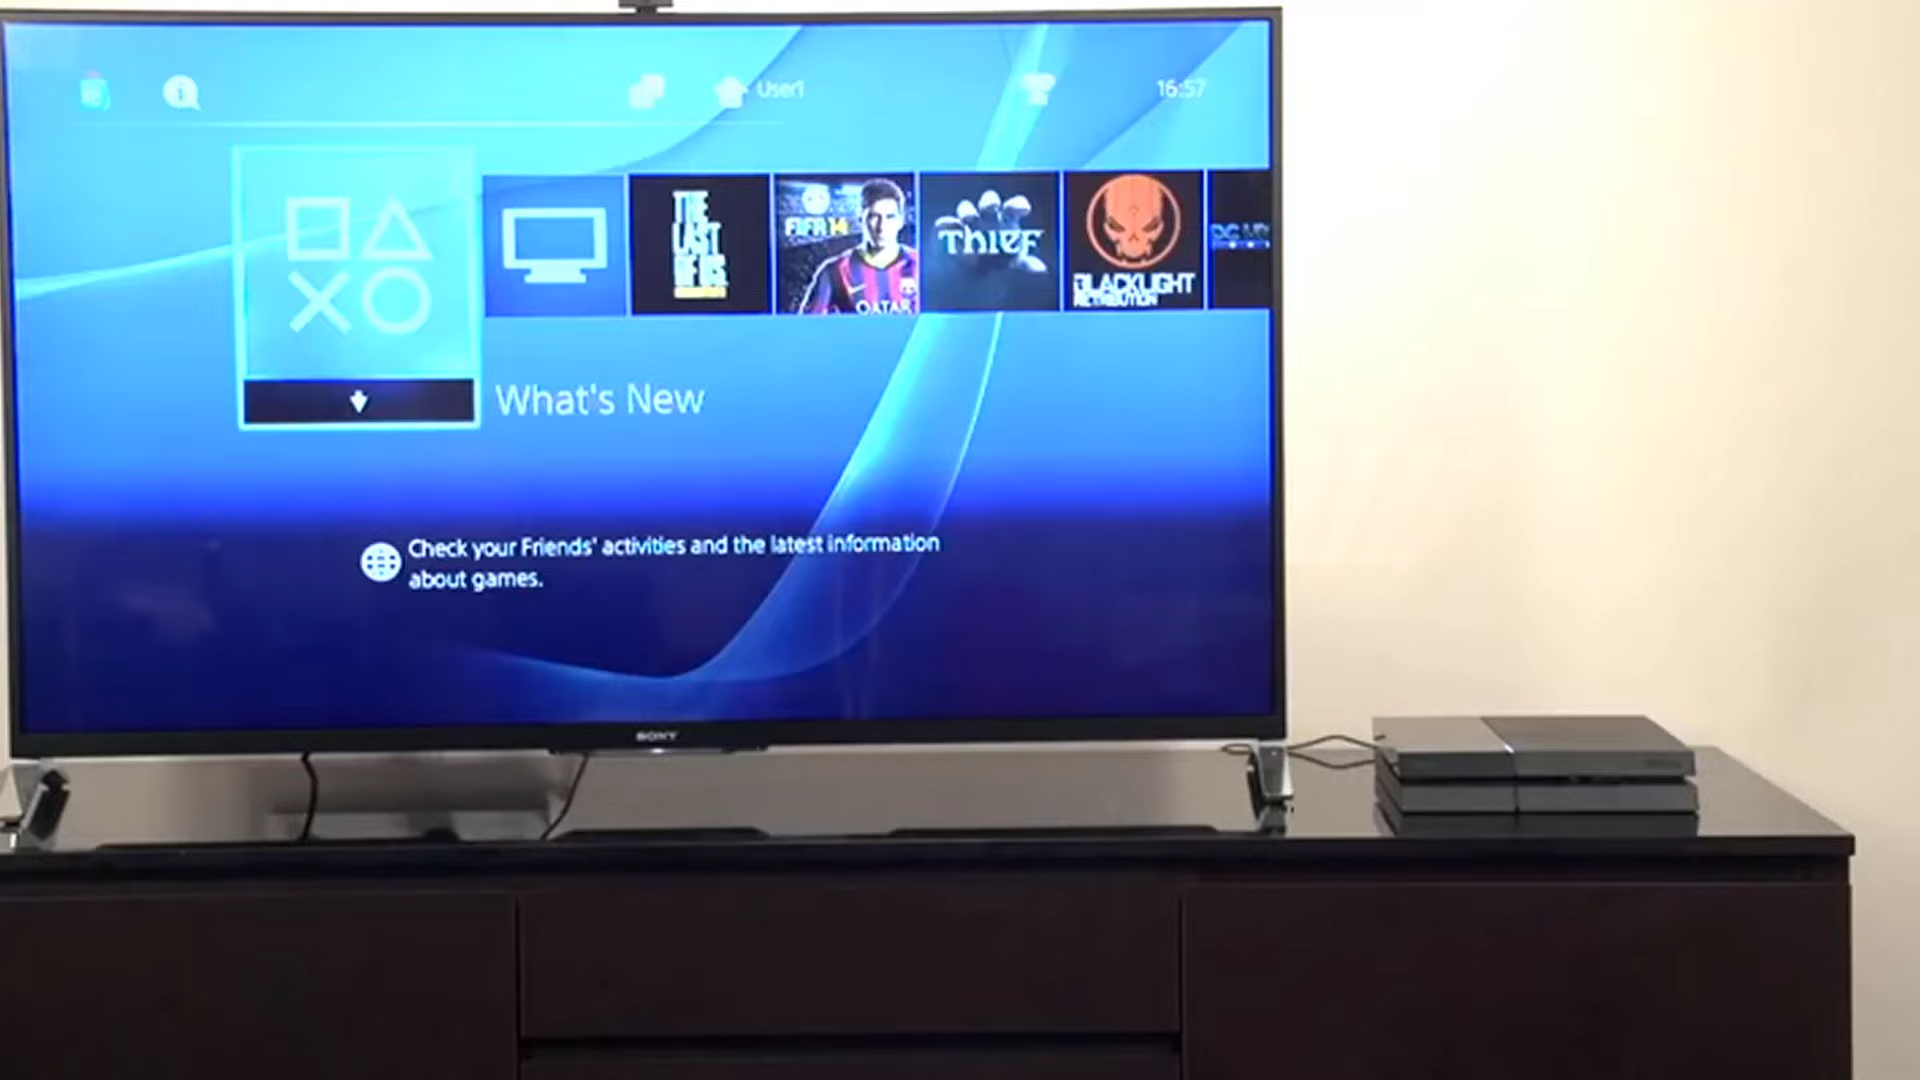 User1
16:57
THE
LAST
OF US
FIFA 14
QATAR
THIEF
BLACKLIGHT
RETRIBUTION
What's New
Check your Friends' activities and the latest information
about games.
SONY